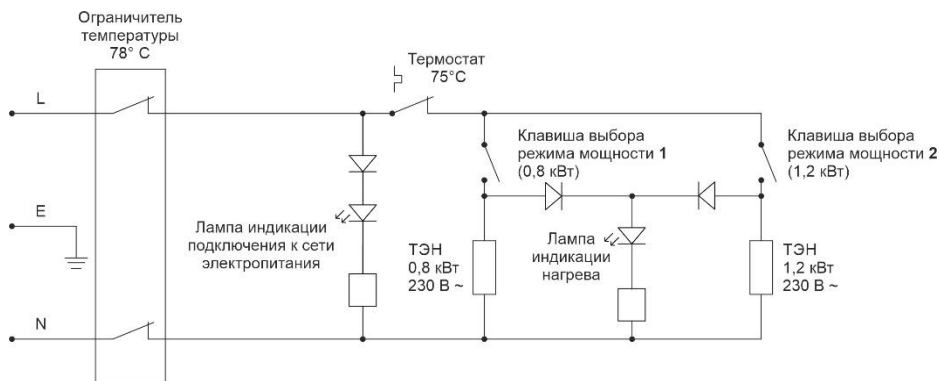 Ограничитель
температуры
78° C
L
E
N
Термостат
75°C
Лампа индикации
подключения к сети
электропитания
Клавиша выбора
режима мощности 1
(0,8 кВт)
Клавиша выбора
режима мощности 2
(1,2 кВт)
ТЭН
0,8 кВт
230 В ~
Лампа
индикации
нагрева
ТЭН
1,2 кВт
230 В ~